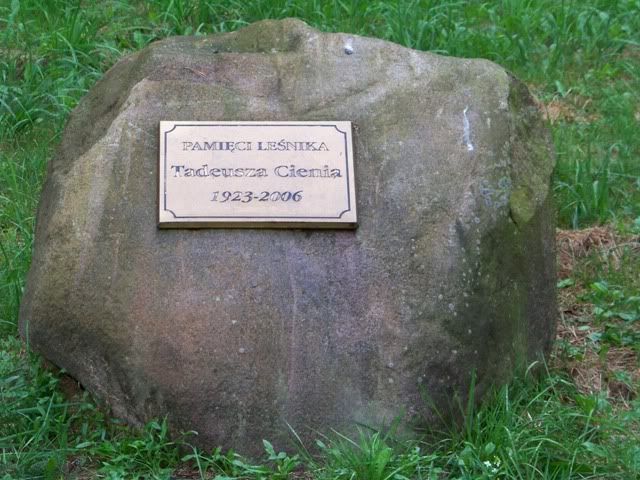 PAMIĘCI LEŚNIKA
Tadeusza Cienia
1923-2006